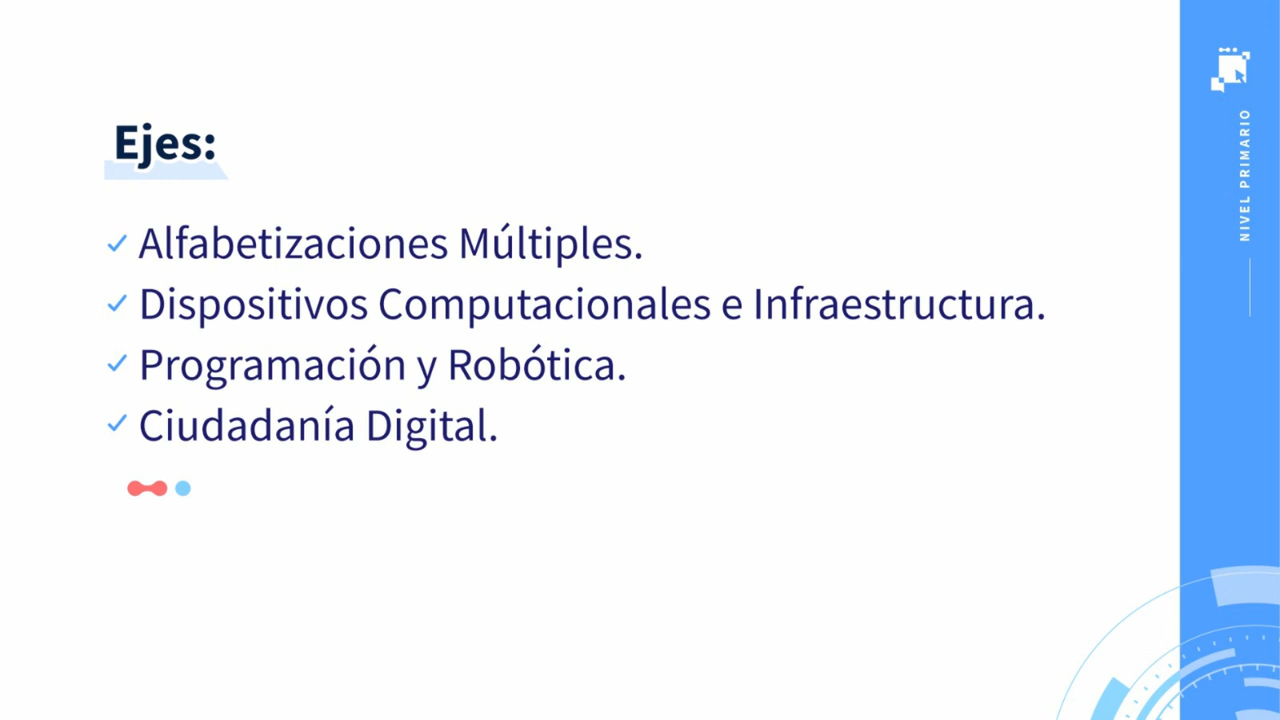 Ejes:
Alfabetizaciones Múltiples.
Dispositivos Computacionales e Infraestructura.
Programación y Robótica.
Ciudadanía Digital.
NIVEL PRIMARIO